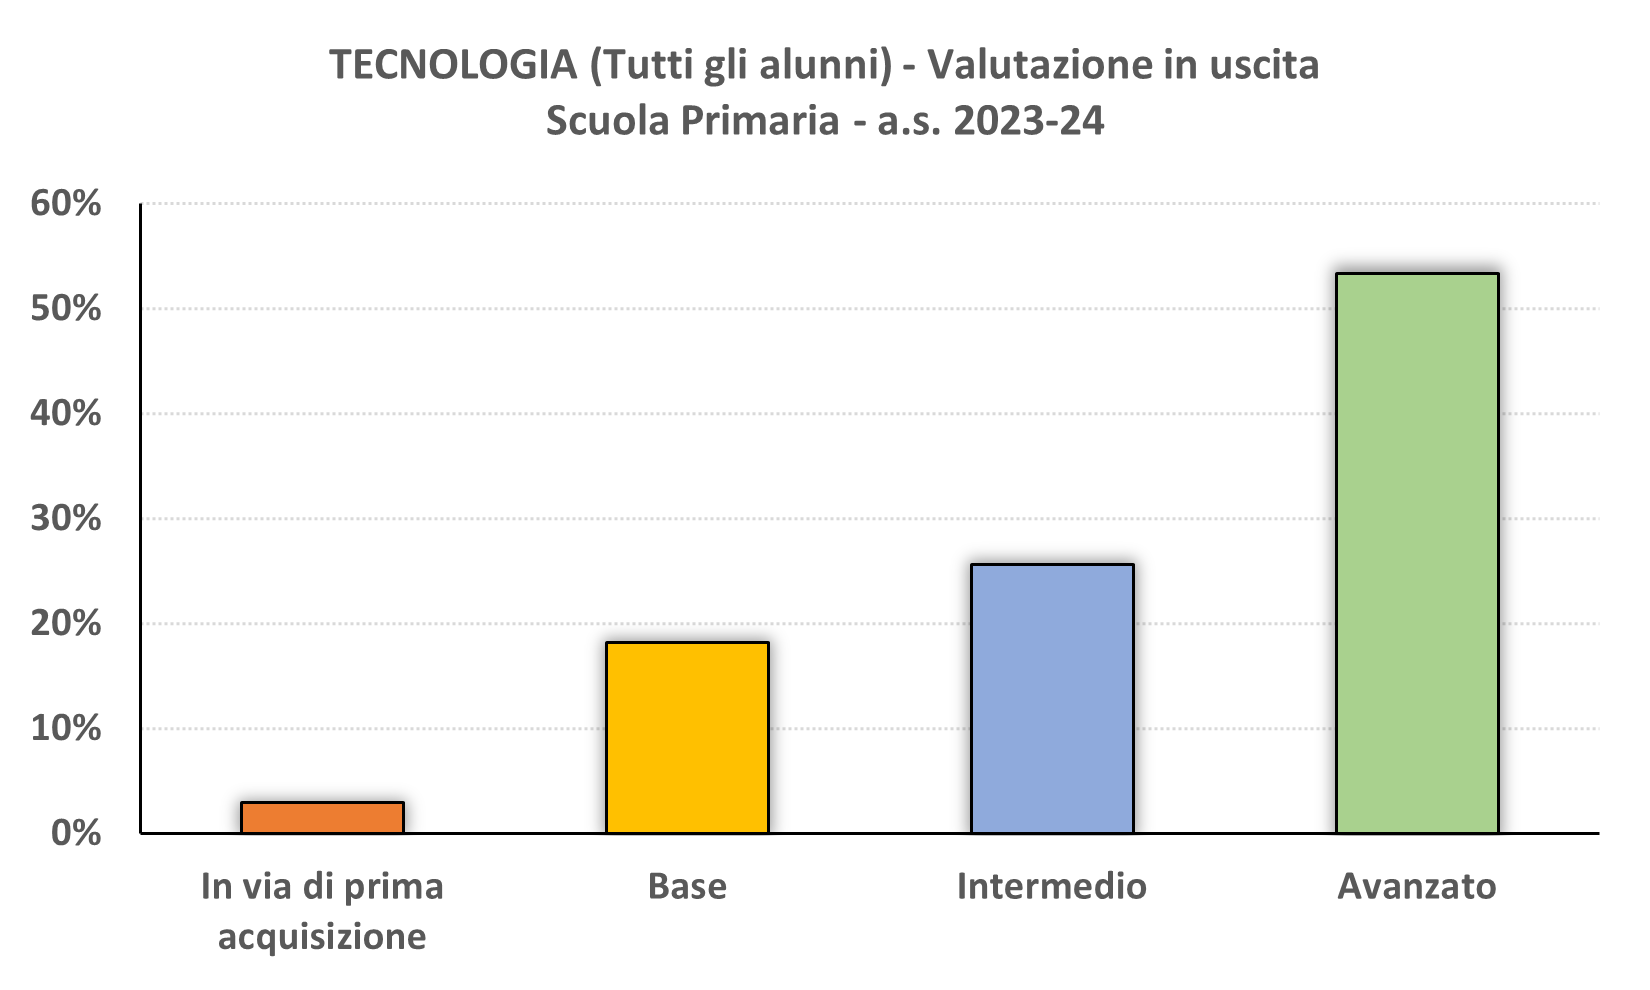 TECNOLOGIA (Tutti gli alunni) - Valutazione in uscita
Scuola Primaria - a.s. 2023-24
60%
50%
40%
30%
20%
10%
0%
In via di prima
acquisizione
Base
Intermedio
Avanzato